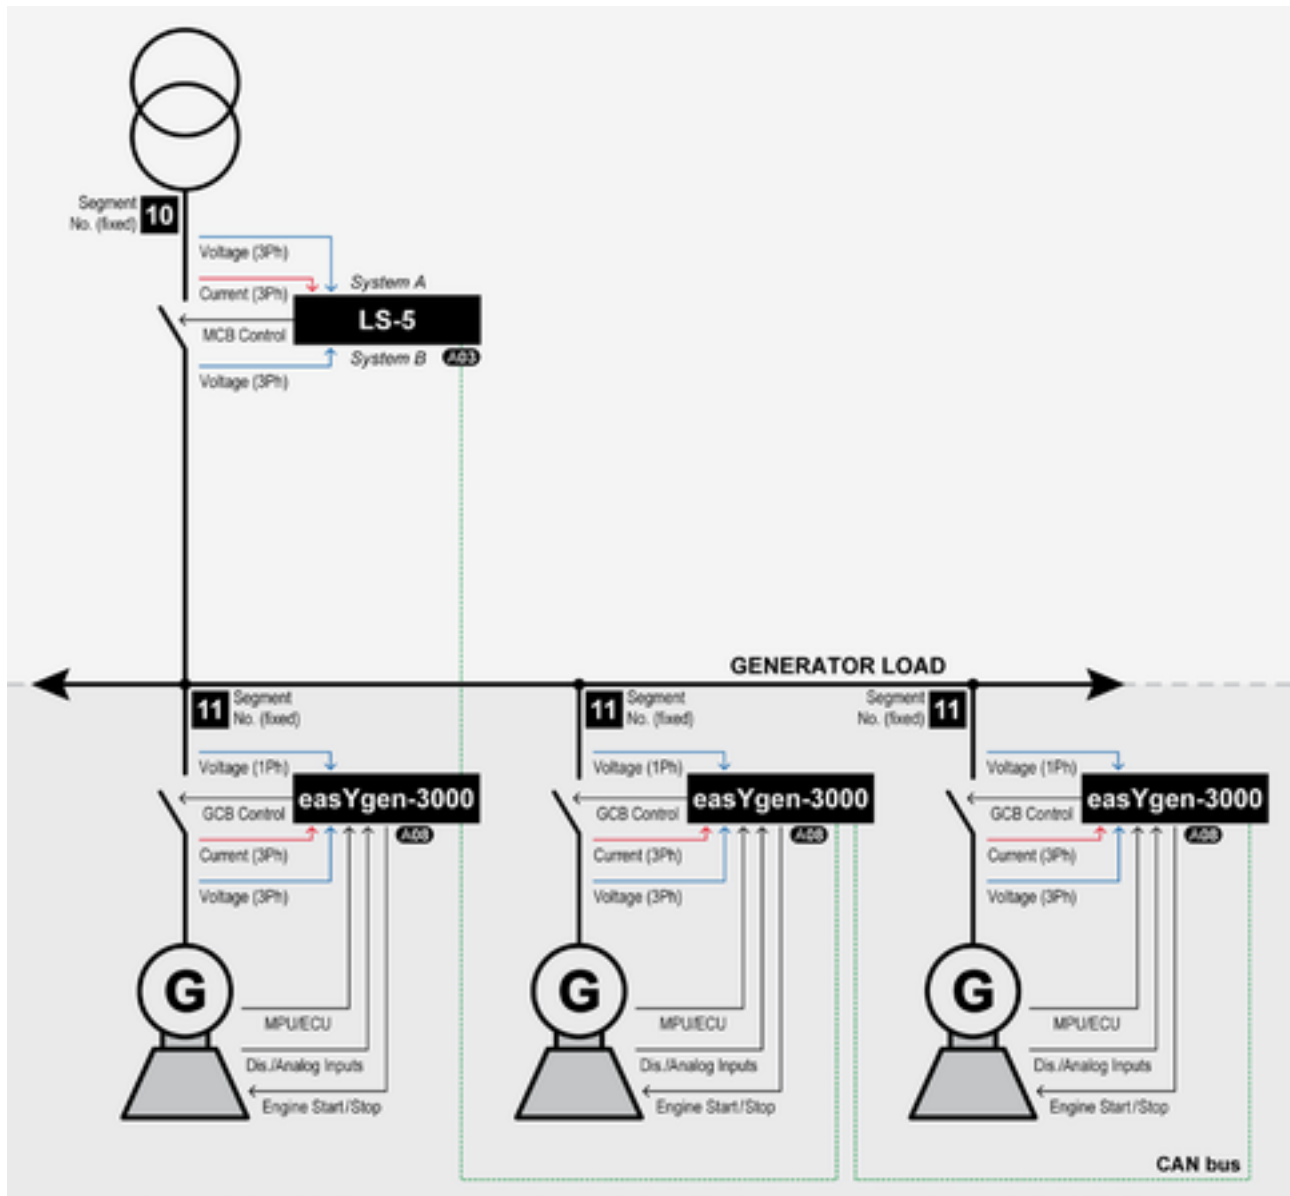 Segment
No. (fixed)
10
Voltage (3Ph)
System A
Current (3Ph)
LS-5
MCB Control
System B
A03
Voltage (3Ph)
GENERATOR LOAD
11
Segment
No. (fixed)
11
Segment
No. (fixed)
Segment
No. (fixed)
11
Voltage (1Ph)
Voltage (1Ph)
Voltage (1Ph)
easYgen-3000
easYgen-3000
easYgen-3000
GCB Control
GCB Control
GCB Control
A08
A08
A08
Current (3Ph)
Current (3Ph)
Current (3Ph)
Voltage (3Ph)
Voltage (3Ph)
Voltage (3Ph)
G
G
G
MPU/ECU
MPU/ECU
MPU/ECU
Dis./Analog Inputs
Dis./Analog Inputs
Dis./Analog Inputs
Engine Start/Stop
Engine Start/Stop
Engine Start/Stop
CAN bus